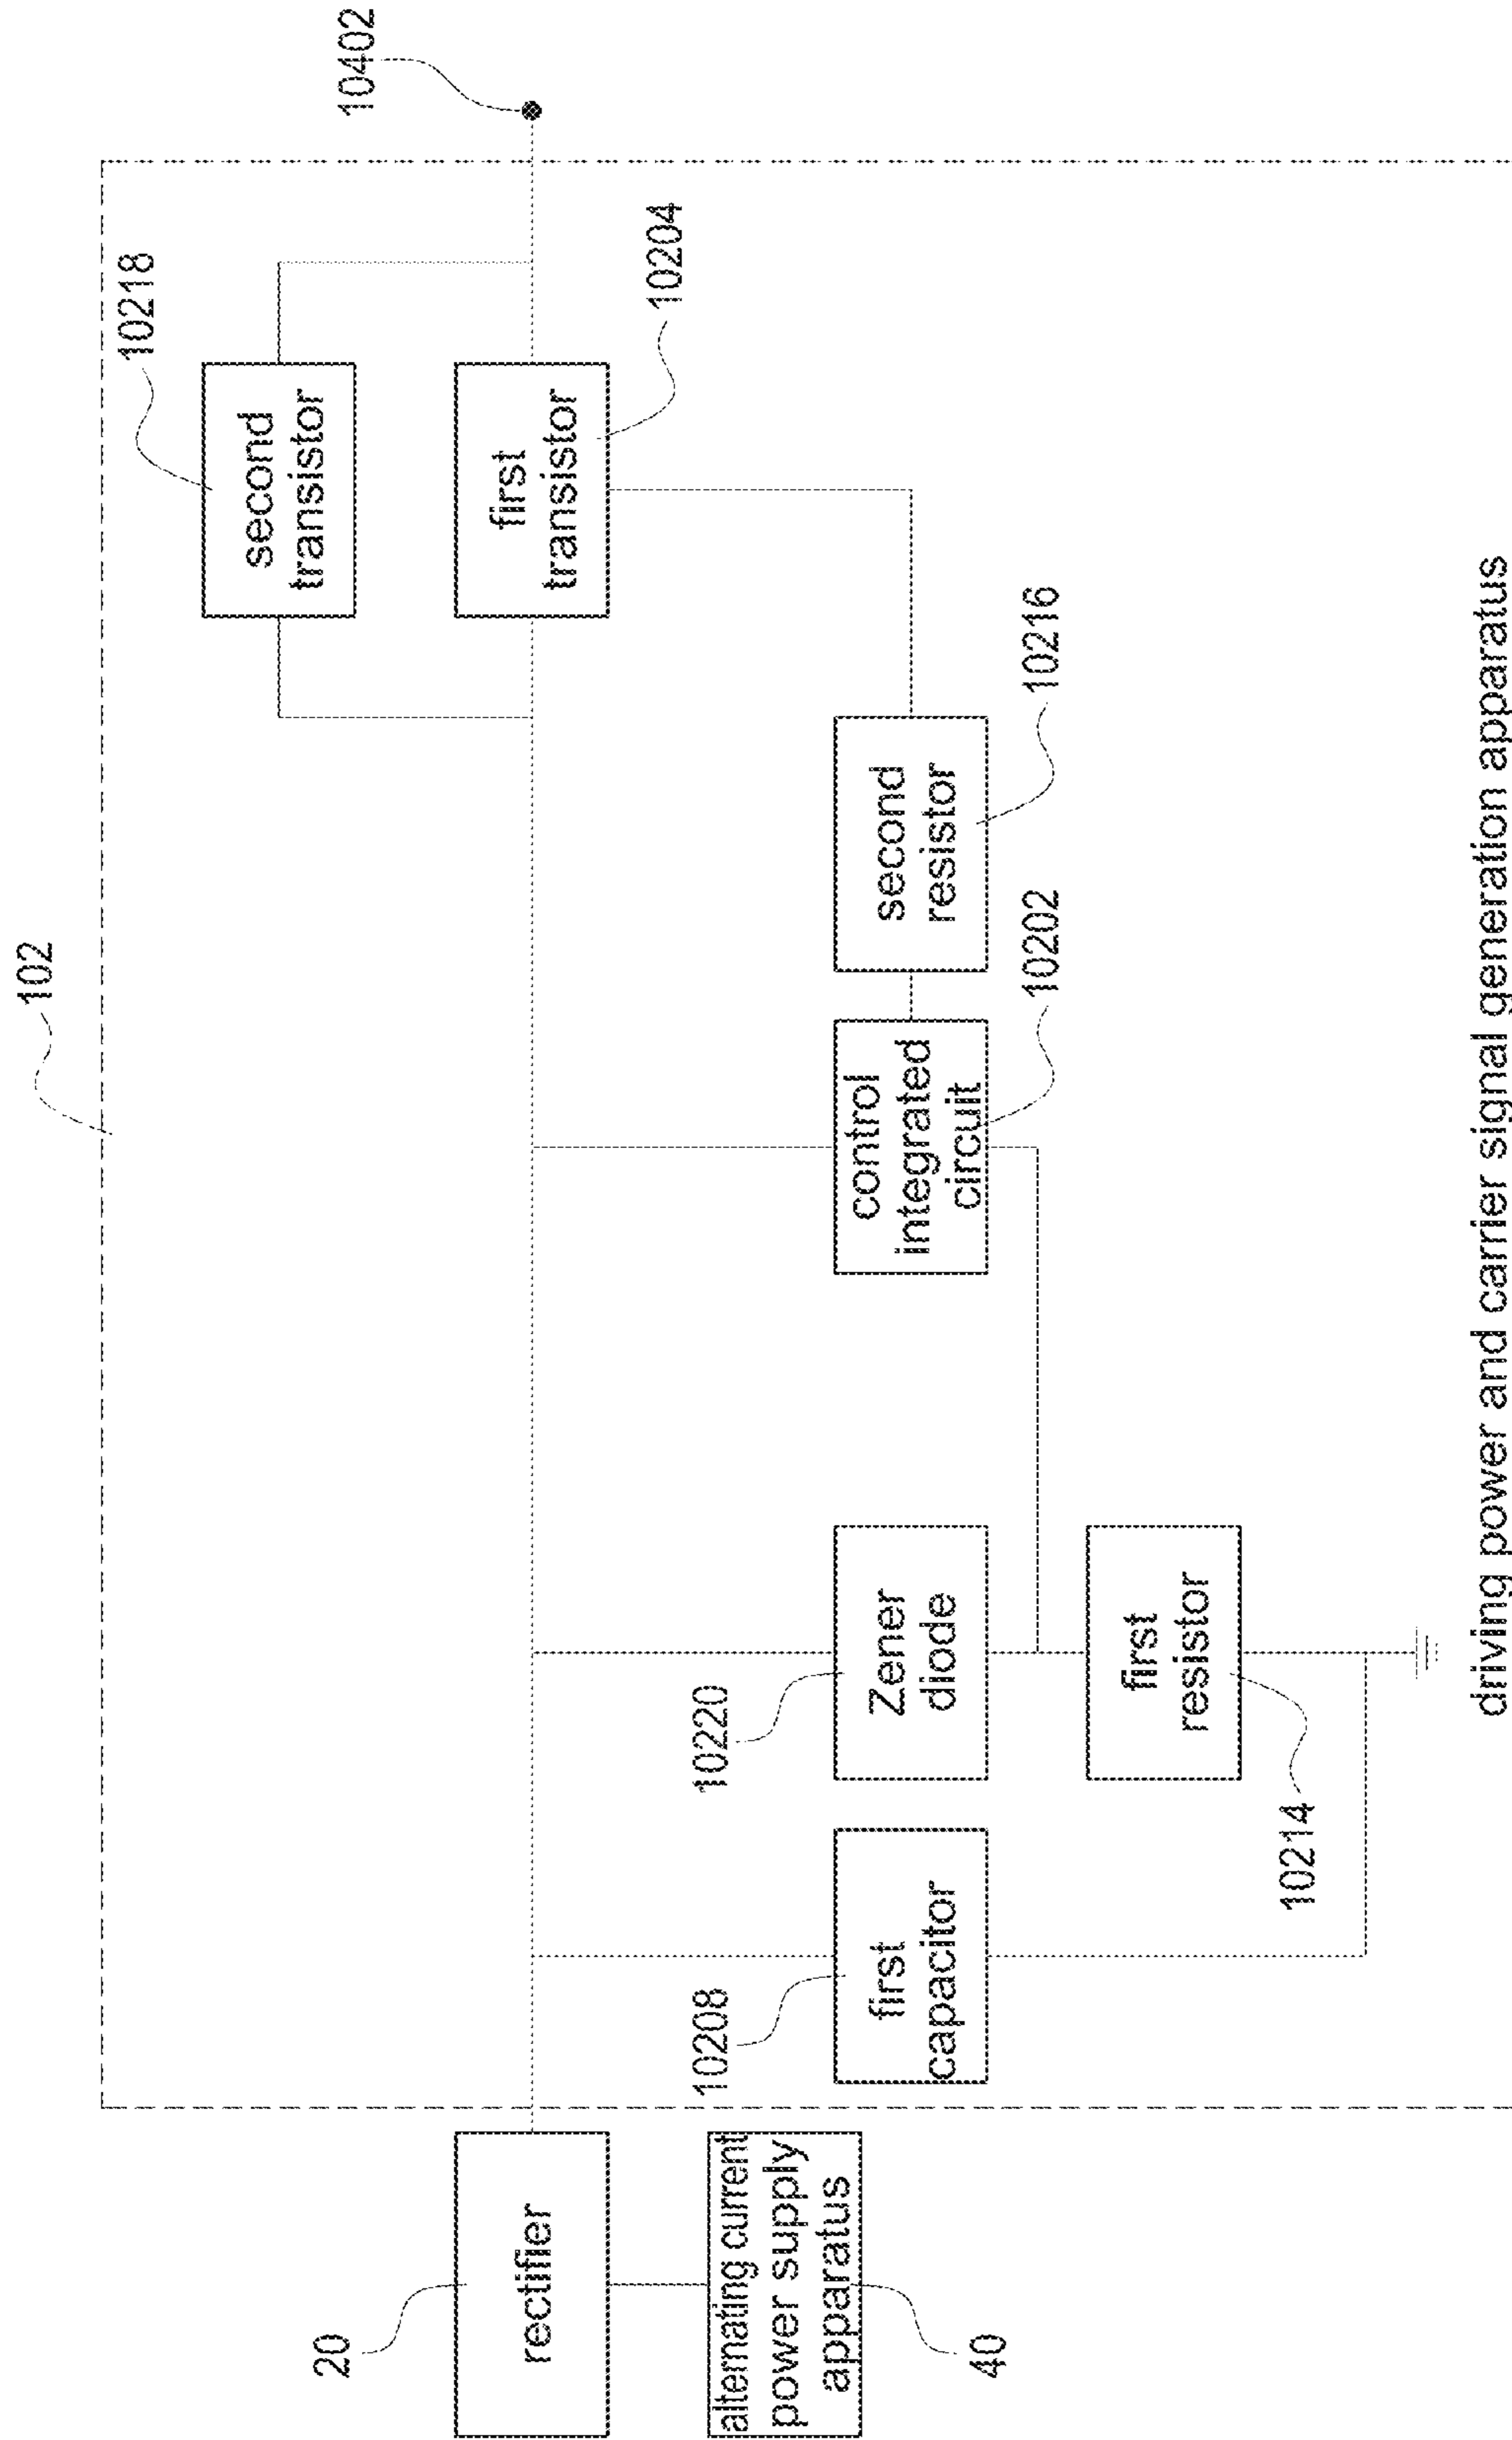 102
10402
10218
second
transistor
first
transistor
10204
second
resistor
10216
control
integrated
circuit
10202
10220
Zener
diode
first
resistor
10214
10208
first
capacitor
20
rectifier
alternating current
power supply
apparatus
40
driving power and carrier signal generation apparatus